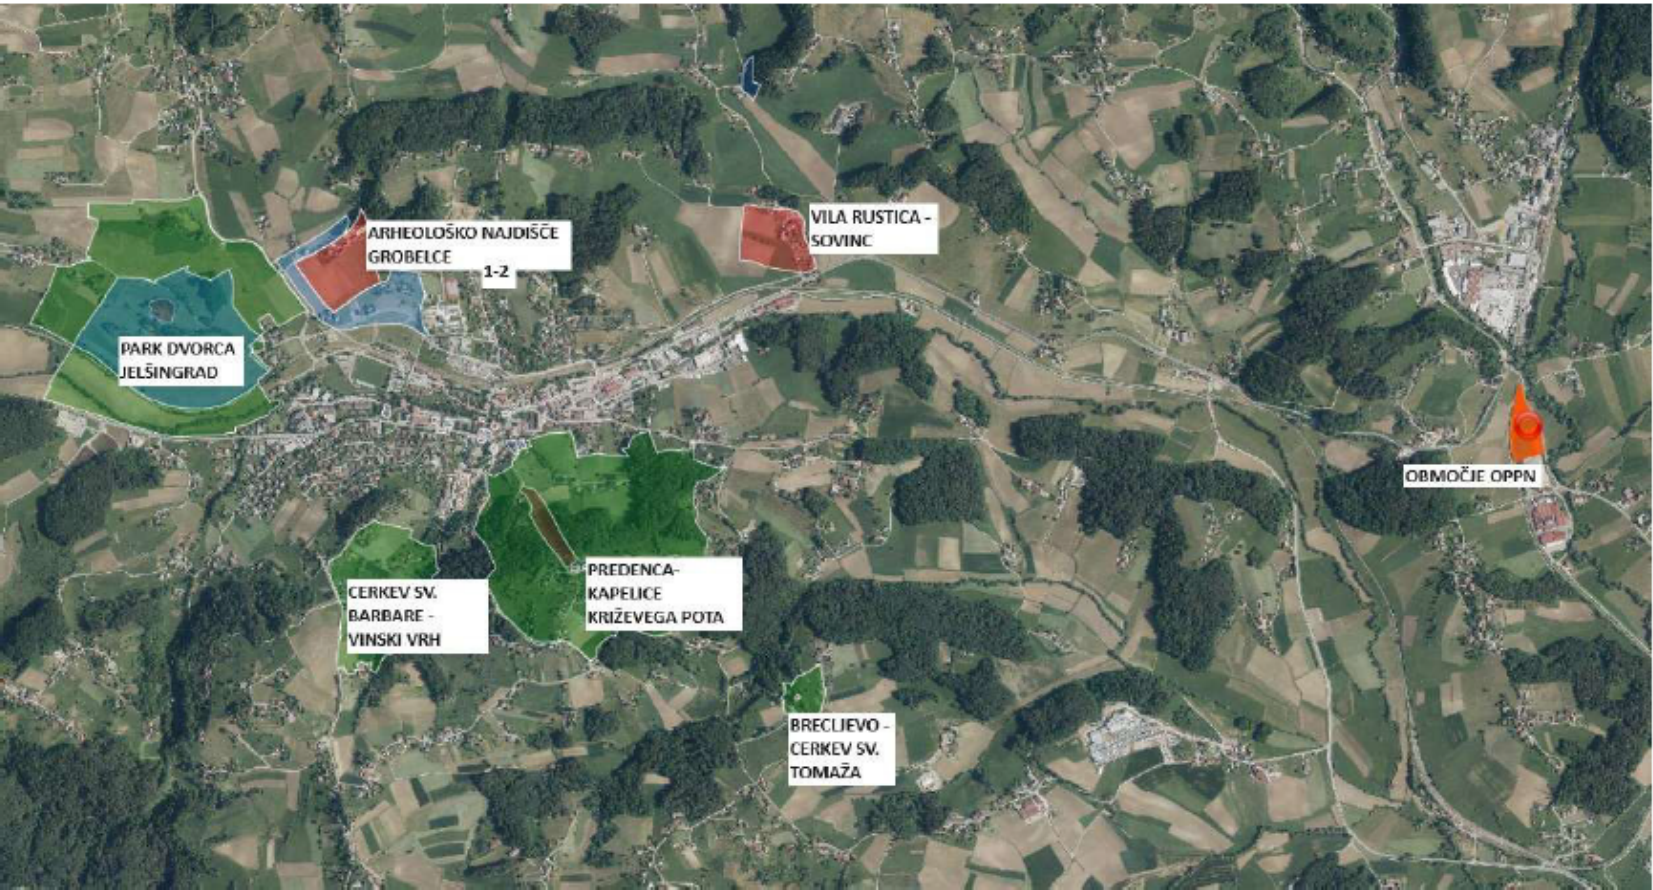 VILA RUSTICA -
SOVINC
ARHEOLOŠKO NAJDIŠČE
GROBELCE
1-2
PARK DVORCA
JELŠINGRAD
OBMOČJE OPPN
CERKEV SV.
BARBARE -
VINSKI VRH
PREDENCA-
KAPELICE
KRIŽEVEGA POTA
BRECLJEVO -
CERKEV SV.
TOMAŽA